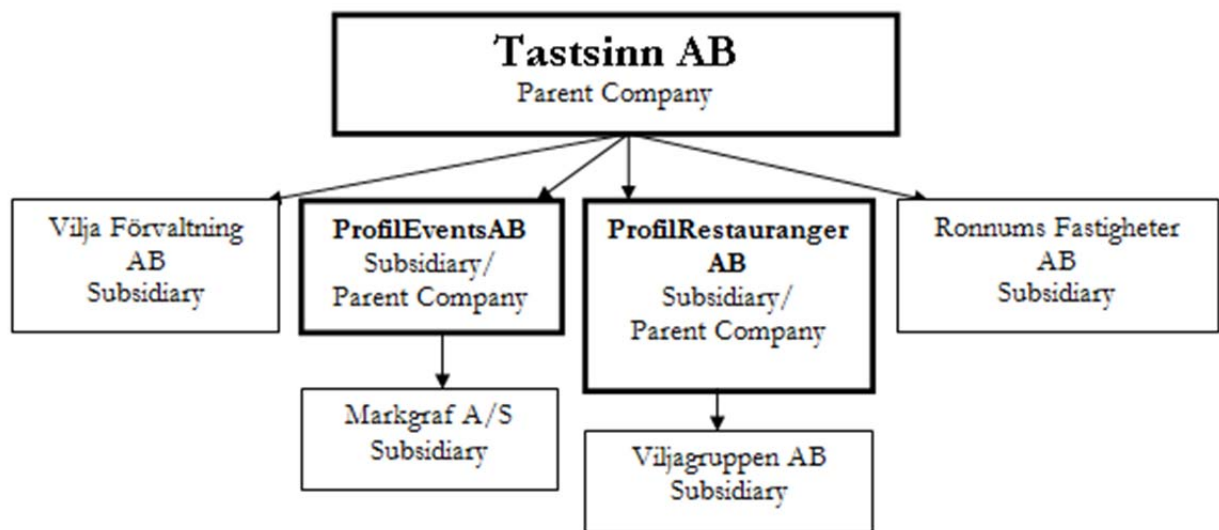 Tastsinn AB
Parent Company
Vilja Förvaltning
AB
Subsidiary
ProfilEventsAB
Subsidiary/
Parent Company
ProfilRestauranger
AB
Subsidiary/
Parent Company
Ronnums Fastigheter
AB
Subsidiary
Markgraf A/S
Subsidiary
Viljagruppen AB
Subsidiary